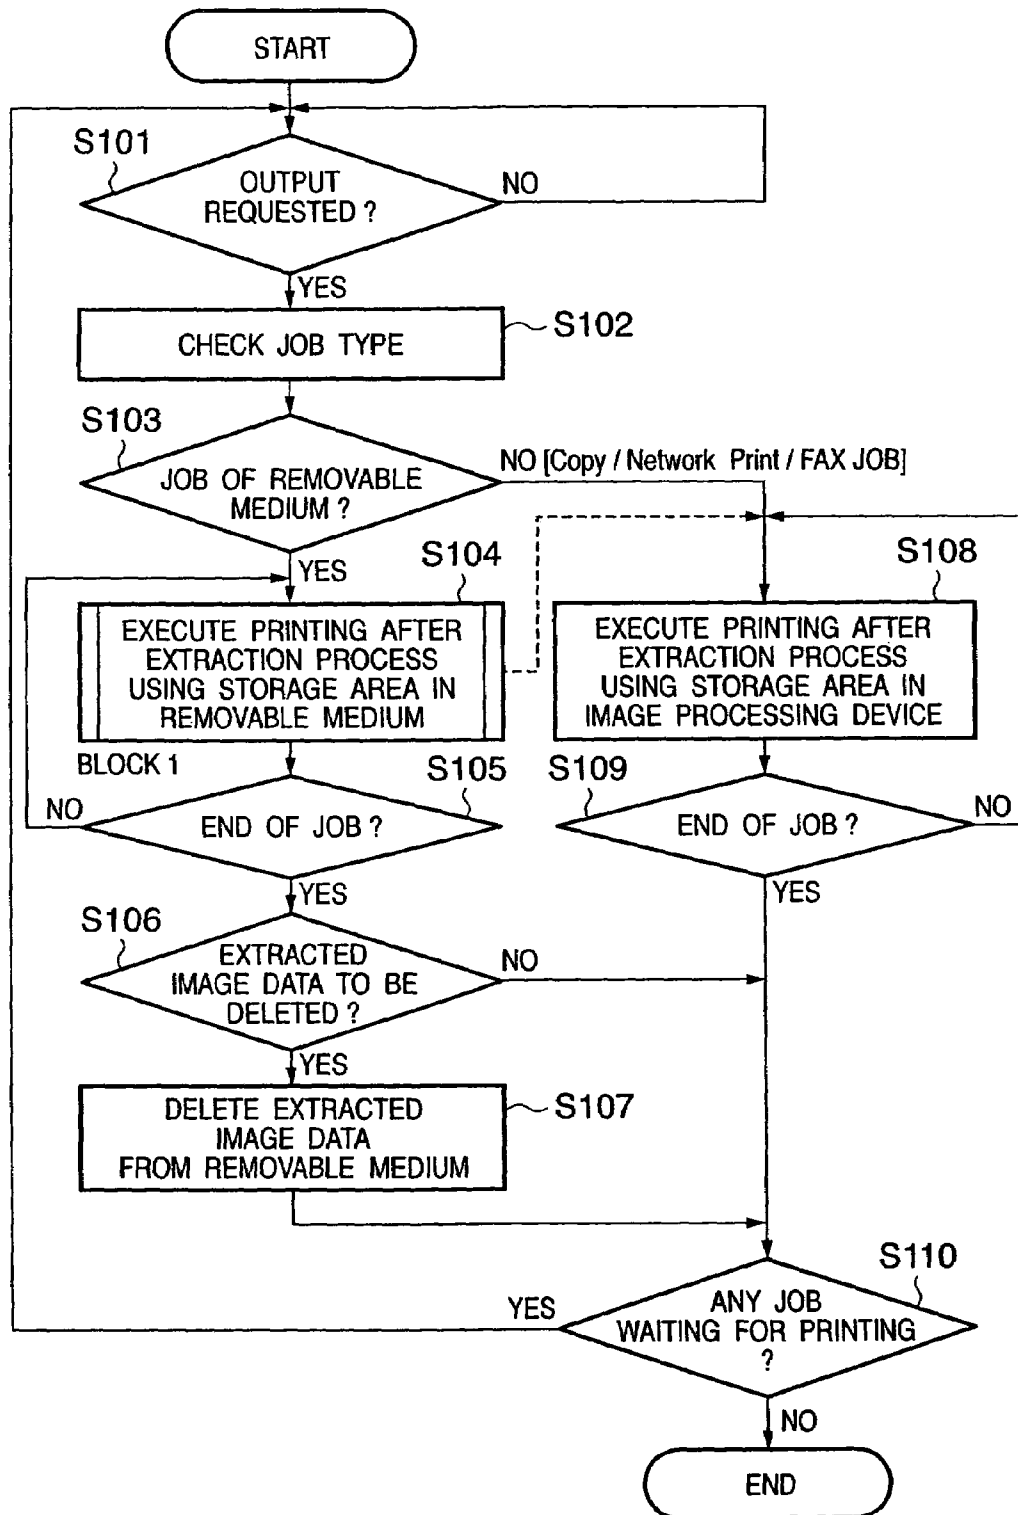 START
S101
OUTPUT
REQUESTED ?
NO
YES
CHECK JOB TYPE
S102
S103
JOB OF REMOVABLE
MEDIUM ?
NO [Copy / Network Print / FAX JOB]
YES
S104
EXECUTE PRINTING AFTER
EXTRACTION PROCESS
USING STORAGE AREA IN
REMOVABLE MEDIUM
BLOCK 1
S108
EXECUTE PRINTING AFTER
EXTRACTION PROCESS
USING STORAGE AREA IN
IMAGE PROCESSING DEVICE
S105
NO
END OF JOB ?
YES
S109
END OF JOB ?
NO
YES
S106
EXTRACTED
IMAGE DATA TO BE
DELETED ?
NO
YES
DELETE EXTRACTED
IMAGE DATA
FROM REMOVABLE MEDIUM
S107
S110
YES
ANY JOB
WAITING FOR PRINTING
?
NO
END